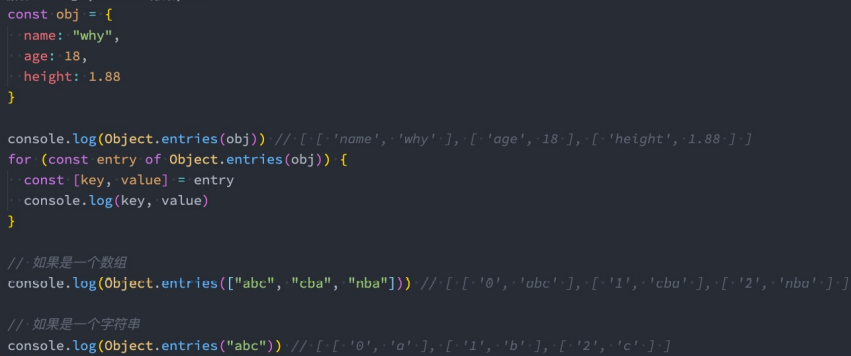 const obj = {
  name: "why",
  age: 18,
  height: 1.88
}
console.log(Object.entries(obj)) // [ [ 'name', 'why' ], [ 'age', 18 ], [ 'height', 1.88 ] ]
for (const entry of Object.entries(obj)) {
  const [key, value] = entry
  console.log(key, value)
}
// 如果是一个数组
console.log(Object.entries(["abc", "cba", "nba"])) // [ [ '0', 'abc' ], [ '1', 'cba' ], [ '2', 'nba' ] ]
// 如果是一个字符串
console.log(Object.entries("abc")) // [ [ '0', 'a' ], [ '1', 'b' ], [ '2', 'c' ] ]